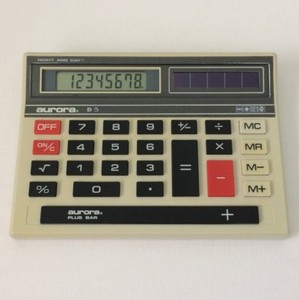 12345678
aurora D 5
OFF 7 8 9 +/− ÷ MC
ON/C 4 5 6 × MR
√ 1 2 3 = − M−
% 0 · M+
aurora
PLUS BAR +